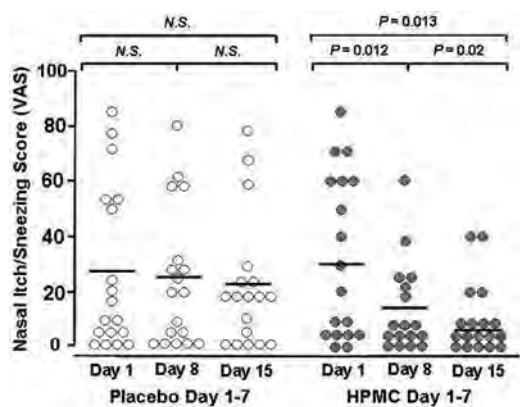 N.S.
P = 0.013
N.S.
N.S.
P = 0.012
P = 0.02
Nasal Itch/Sneezing Score (VAS)
100
80
60
40
20
0
Day 1
Day 8
Day 15
Day 1
Day 8
Day 15
Placebo Day 1-7
HPMC Day 1-7